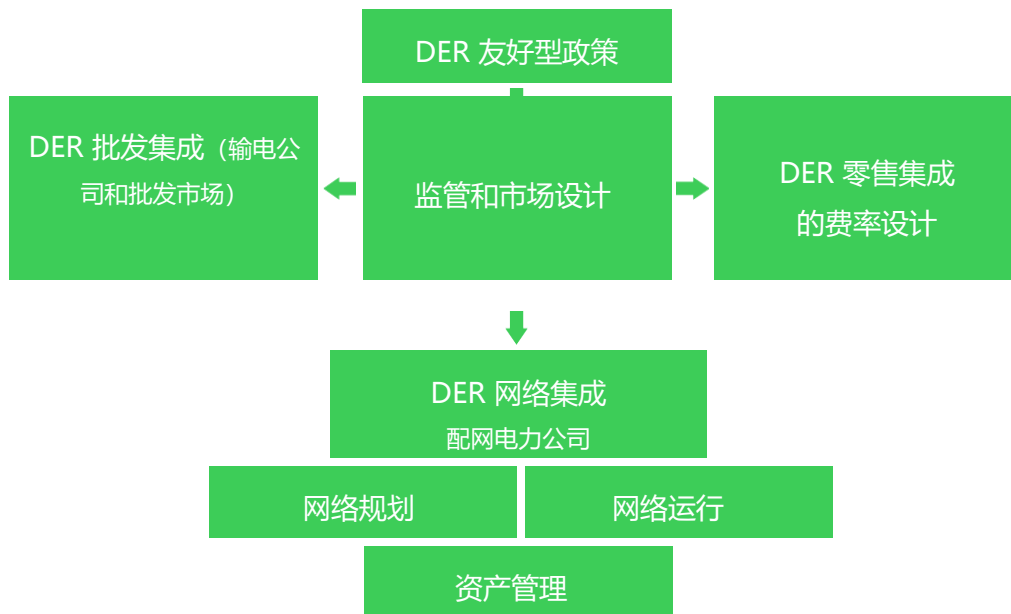 DER 友好型政策
DER 批发集成（输电公
司和批发市场）
监管和市场设计
DER 零售集成
的费率设计
DER 网络集成
配网电力公司
网络规划
网络运行
资产管理